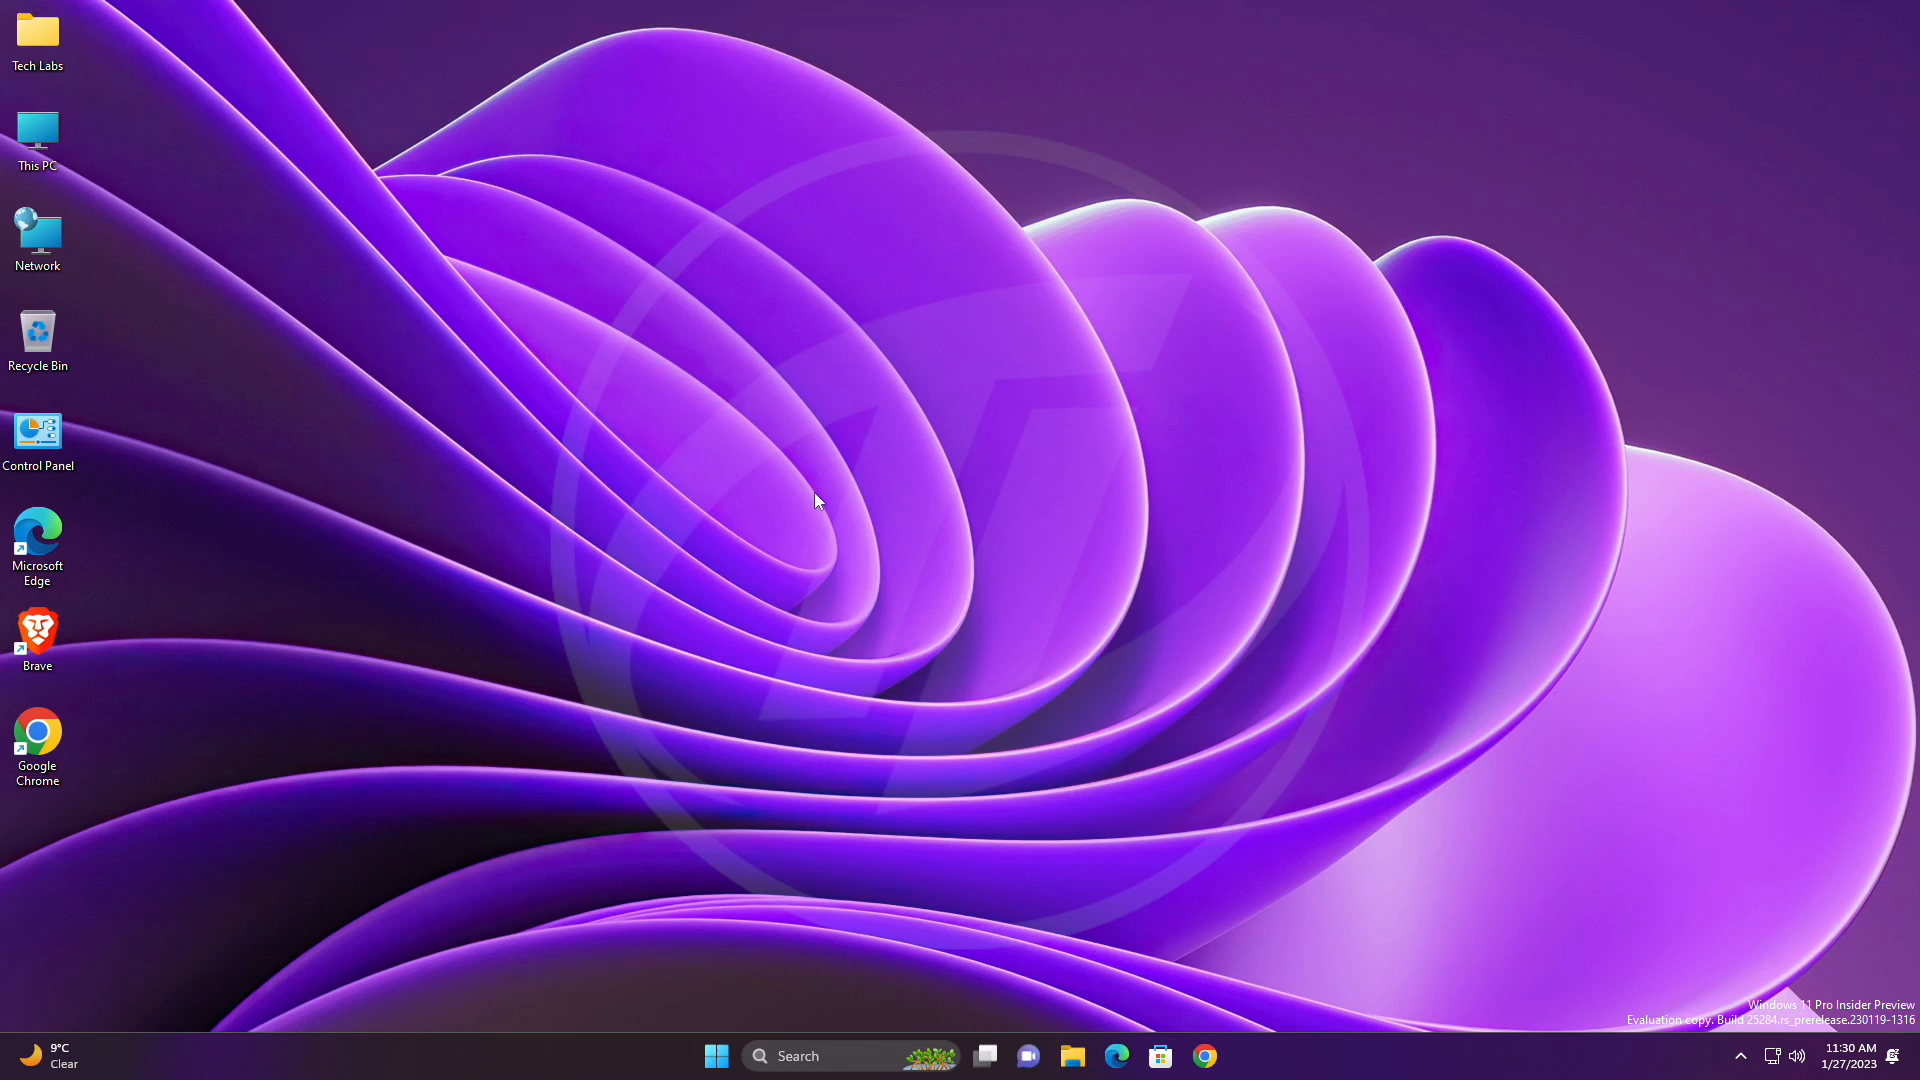 Tech Labs
This PC
Network
Recycle Bin
Control Panel
Microsoft
Edge
Brave
Google
Chrome
Windows 11 Pro Insider Preview
Evaluation copy. Build 25284.rs_prerelease.230119-1316
9°C
Clear
Search
11:30 AM
1/27/2023